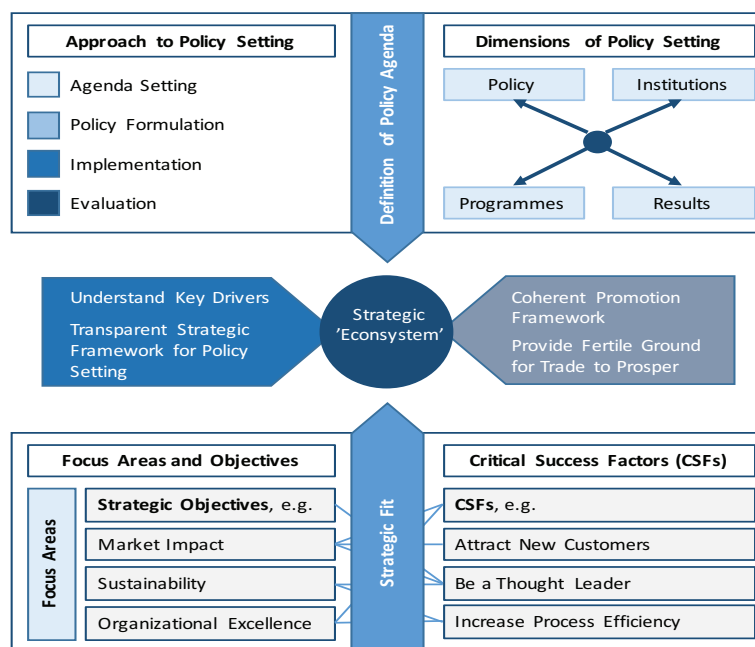 Approach to Policy Setting
Agenda Setting
Policy Formulation
Implementation
Evaluation
Definition of Policy Agenda
Dimensions of Policy Setting
Policy
Institutions
Programmes
Results
Understand Key Drivers
Transparent Strategic
Framework for Policy
Setting
Strategic
'Econsystem'
Coherent Promotion
Framework
Provide Fertile Ground
for Trade to Prosper
Focus Areas and Objectives
Focus Areas
Strategic Objectives, e.g.
Market Impact
Sustainability
Organizational Excellence
Strategic Fit
Critical Success Factors (CSFs)
CSFs, e.g.
Attract New Customers
Be a Thought Leader
Increase Process Efficiency